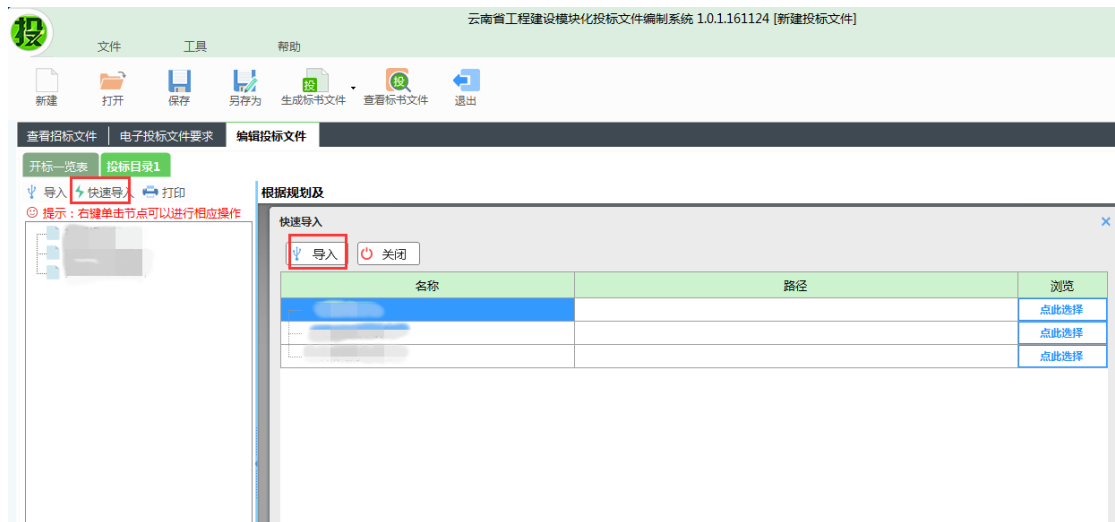 投
云南省工程建设模块化投标文件编制系统 1.0.1.161124 [新建投标文件]
文件 工具 帮助
投 投
新建 打开 保存 另存为 生成标书文件 查看标书文件 退出
查看招标文件 电子投标文件要求 编辑投标文件
开标一览表 投标目录1
导入 快速导入 打印 根据规划及
提示：右键单击节点可以进行相应操作
快速导入
导入 关闭
名称 路径 浏览
点此选择
点此选择
点此选择